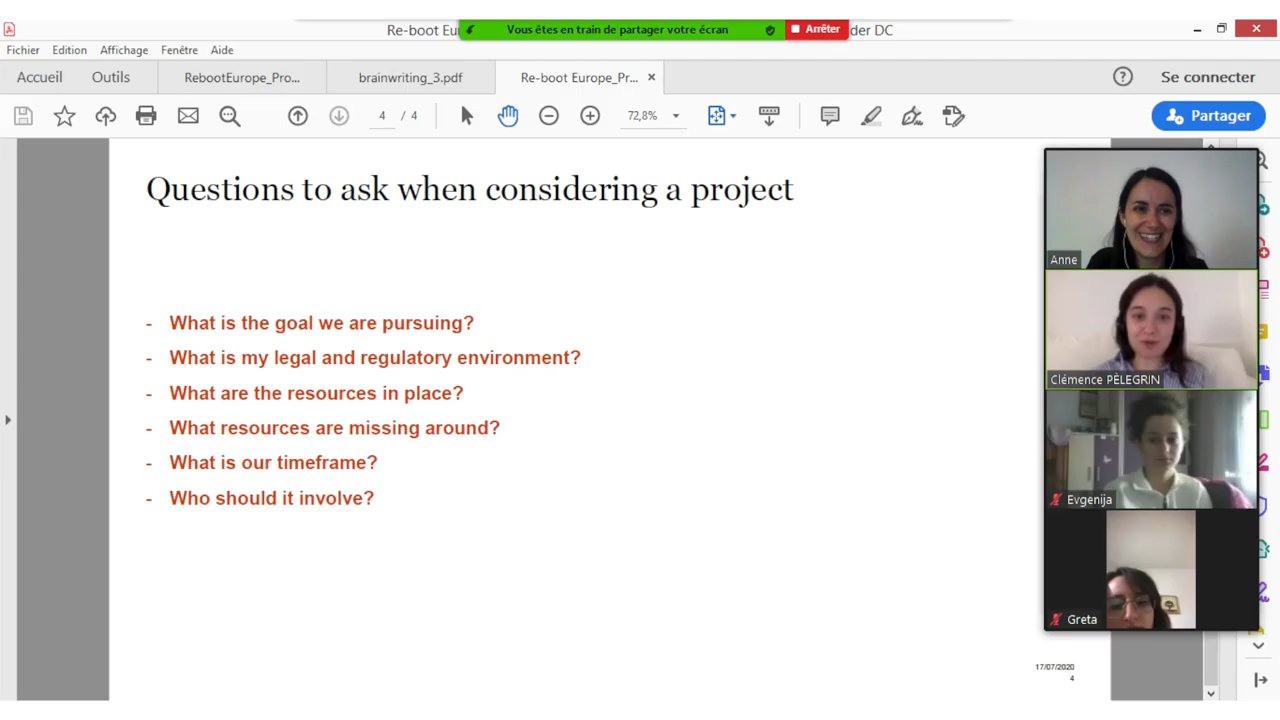 Re-boot Eu
Vous êtes en train de partager votre écran
Arrêter
der DC
Fichier Edition Affichage Fenêtre Aide
Accueil Outils RebootEurope_Pro... brainwriting_3.pdf Re-boot Europe_Pr... × ? Se connecter
4 / 4 72,8% Partager
Questions to ask when considering a project
- What is the goal we are pursuing?
- What is my legal and regulatory environment?
- What are the resources in place?
- What resources are missing around?
- What is our timeframe?
- Who should it involve?
Anne
Clémence PÈLEGRIN
Evgenija
Greta
17/07/2020
4